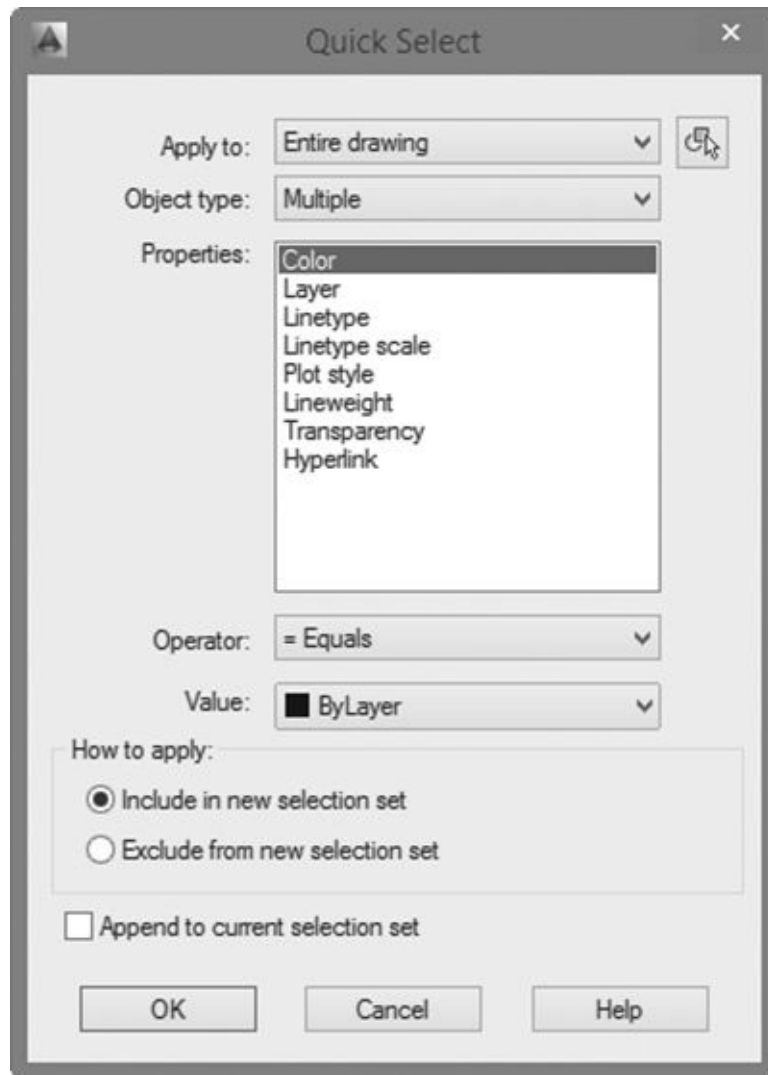 Quick Select
Apply to: Entire drawing
Object type: Multiple
Properties: Color
Layer
Linetype
Linetype scale
Plot style
Lineweight
Transparency
Hyperlink
Operator: = Equals
Value: ByLayer
How to apply:
Include in new selection set
Exclude from new selection set
Append to current selection set
OK Cancel Help